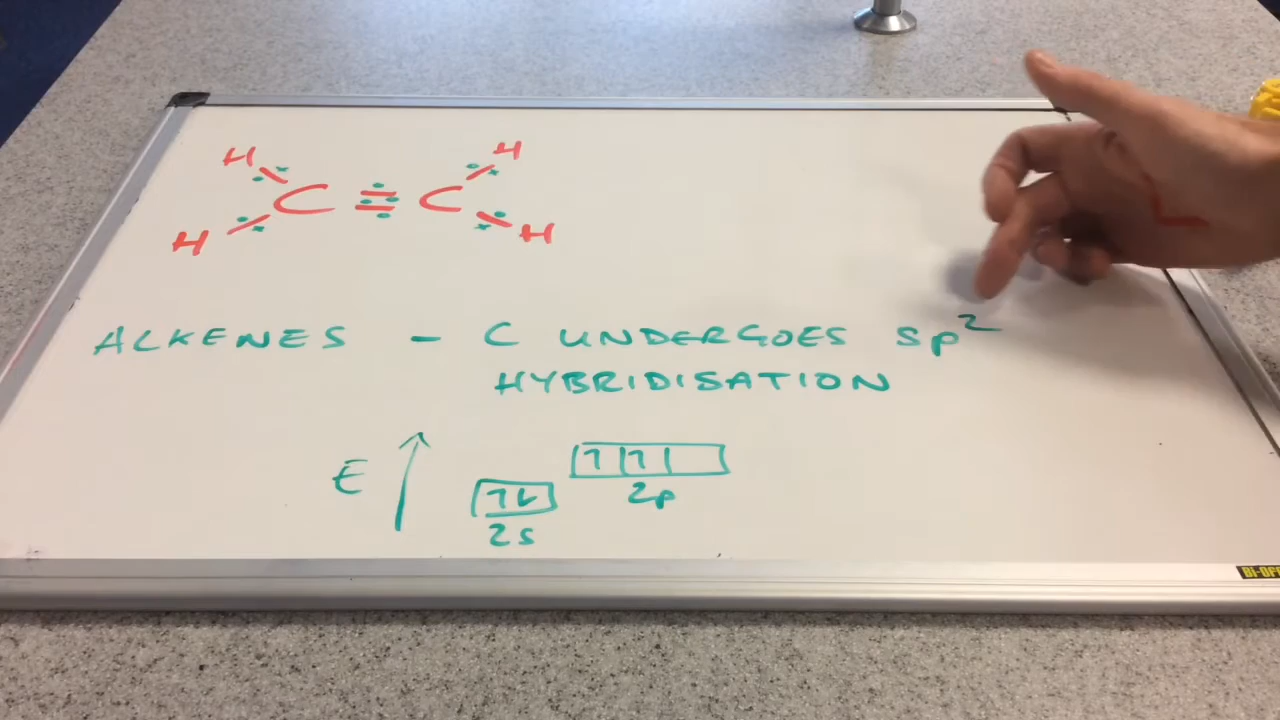 H H
C = C
H H
ALKENES - C UNDERGOES sp²
HYBRIDISATION
E
2p
2s